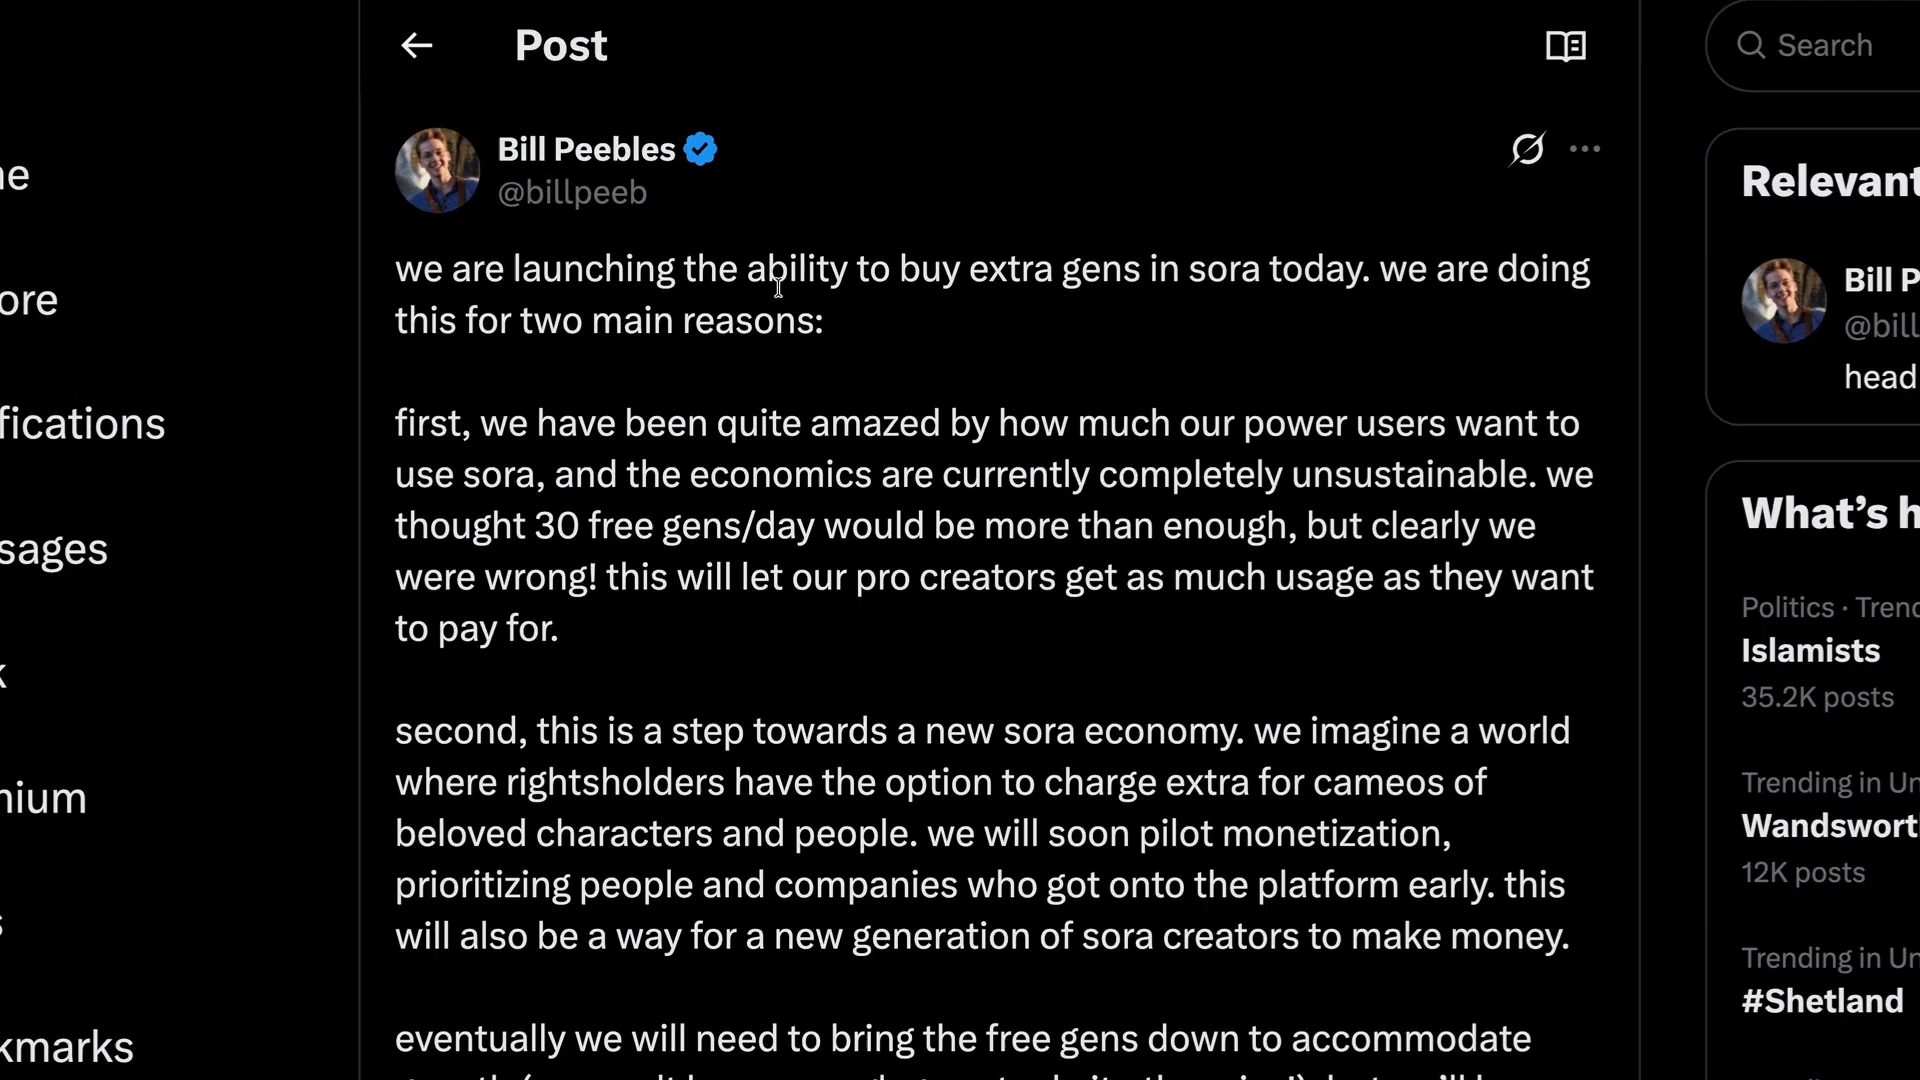 Post
Search
Bill Peebles
@billpeeb
we are launching the ability to buy extra gens in sora today. we are doing
this for two main reasons:
first, we have been quite amazed by how much our power users want to
use sora, and the economics are currently completely unsustainable. we
thought 30 free gens/day would be more than enough, but clearly we
were wrong! this will let our pro creators get as much usage as they want
to pay for.
second, this is a step towards a new sora economy. we imagine a world
where rightsholders have the option to charge extra for cameos of
beloved characters and people. we will soon pilot monetization,
prioritizing people and companies who got onto the platform early. this
will also be a way for a new generation of sora creators to make money.
eventually we will need to bring the free gens down to accommodate
ne
ore
fications
sages
k
nium
s
kmarks
Relevant
Bill P
@bill
head
What's h
Politics · Trend
Islamists
35.2K posts
Trending in Un
Wandswort
12K posts
Trending in Un
#Shetland